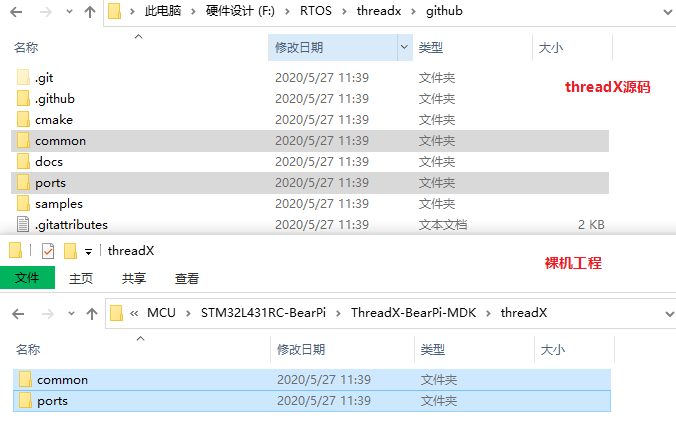 此电脑 › 硬件设计 (F:) › RTOS › threadx › github
名称 修改日期 类型 大小
.git 2020/5/27 11:39 文件夹
.github 2020/5/27 11:39 文件夹
threadX源码
cmake 2020/5/27 11:39 文件夹
common 2020/5/27 11:39 文件夹
docs 2020/5/27 11:39 文件夹
ports 2020/5/27 11:39 文件夹
samples 2020/5/27 11:39 文件夹
.gitattributes 2020/5/27 11:39 文本文档 2 KB
threadX
裸机工程
文件 主页 共享 查看
« MCU › STM32L431RC-BearPi › ThreadX-BearPi-MDK › threadX
名称 修改日期 类型 大小
common 2020/5/27 11:39 文件夹
ports 2020/5/27 11:39 文件夹